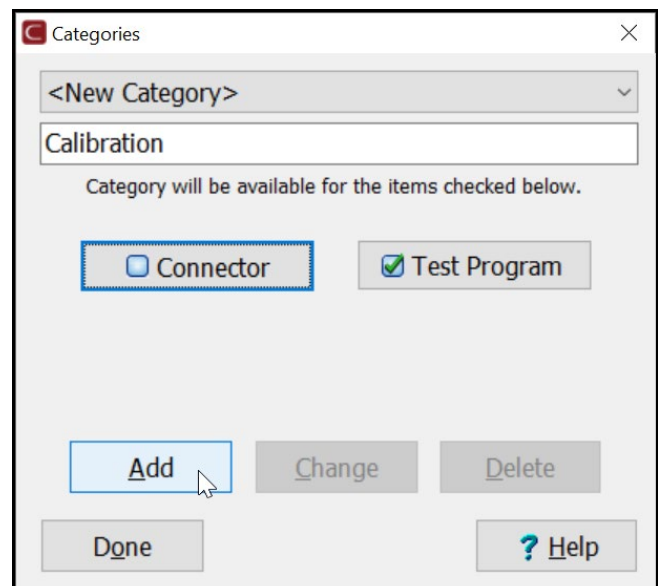 Categories
<New Category>
Calibration
Category will be available for the items checked below.
Connector
Test Program
Add
Change
Delete
Done
? Help